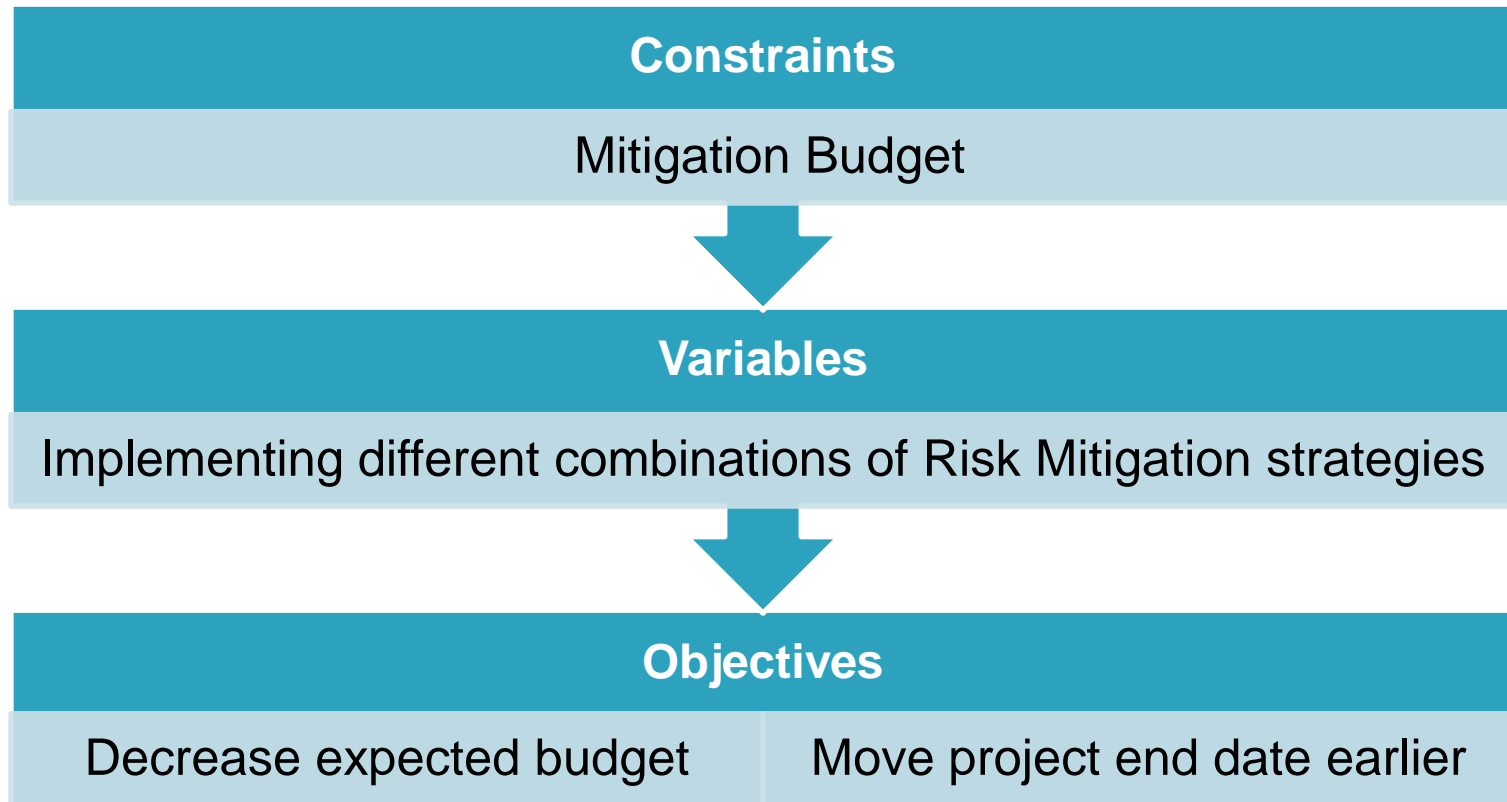 Constraints
Mitigation Budget
Variables
Implementing different combinations of Risk Mitigation strategies
Objectives
Decrease expected budget
Move project end date earlier